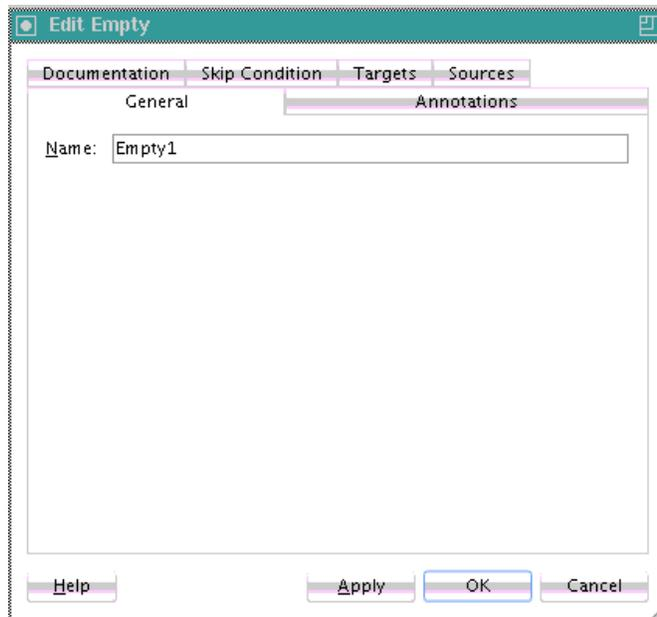 Edit Empty
Documentation Skip Condition Targets Sources
General Annotations
Name: Empty1
Help Apply OK Cancel